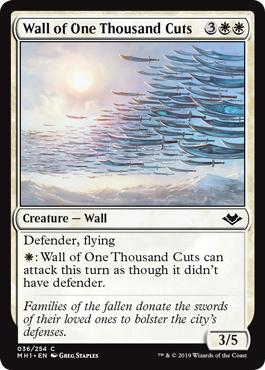 Wall of One Thousand Cuts 3
Creature — Wall
Defender, flying
: Wall of One Thousand Cuts can
attack this turn as though it didn't
have defender.
Families of the fallen donate the swords
of their loved ones to bolster the city's
defenses.
3/5
036/254 C
MH1 • EN Greg Staples
™ & © 2019 Wizards of the Coast